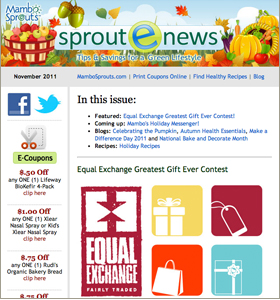 Mambo
Sprouts
sprout e news
Tips & Savings for a Green Lifestyle
November 2011
MamboSprouts.com | Print Coupons Online | Find Healthy Recipes | Blog
In this issue:
Featured: Equal Exchange Greatest Gift Ever Contest!
Coming up: Mambo's Holiday Messenger!
Blogs: Celebrating the Pumpkin, Autumn Health Essentials, Make a
Difference Day 2011 and National Bake and Decorate Month
Recipes: Holiday Recipes
E-Coupons
$.50 Off
any ONE (1) Lifeway
BioKefir 4-Pack
clip here
$1.00 Off
any ONE (1) Xlear
Nasal Spray or Kid's
Xlear Nasal Spray
clip here
$.75 Off
any ONE (1) Rudi's
Organic Bakery Bread
clip here
$.75 Off
Equal Exchange Greatest Gift Ever Contest
EQUAL
EXCHANGE
FAIRLY TRADED